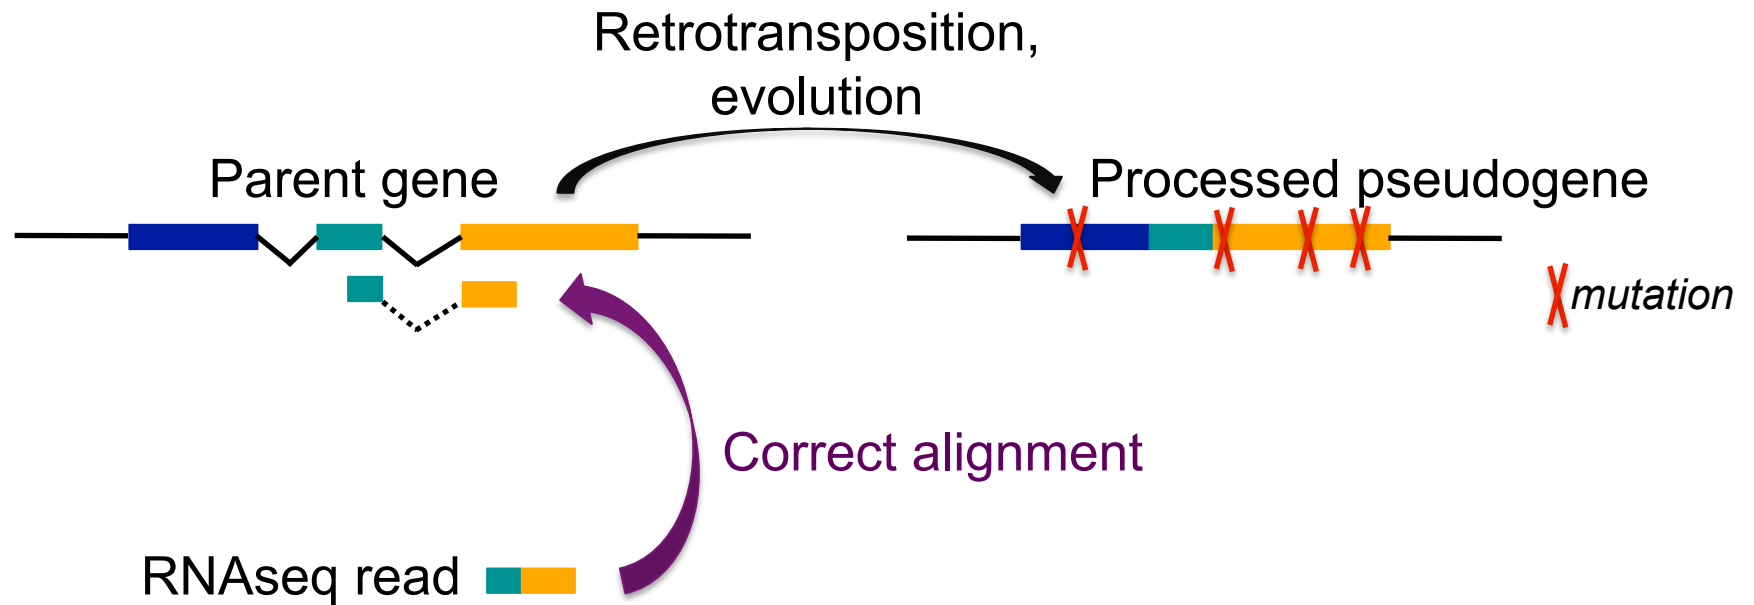 Retrotransposition,
evolution
Parent gene
Processed pseudogene
mutation
Correct alignment
RNAseq read